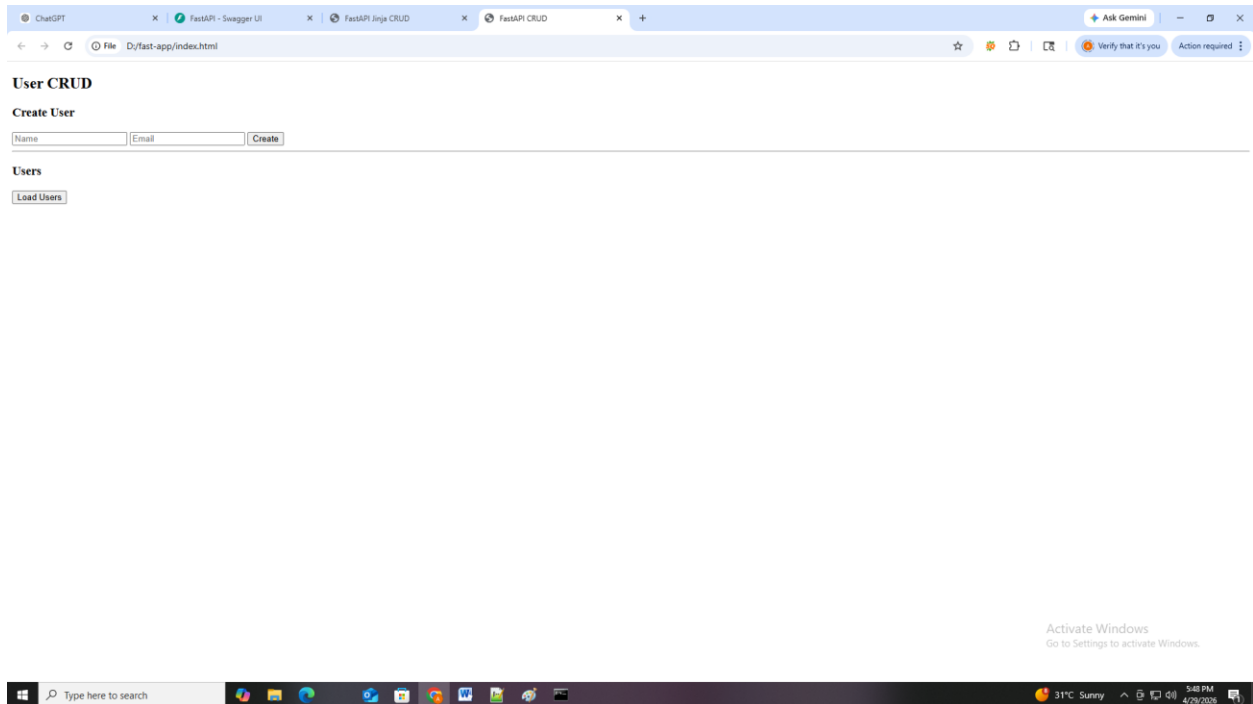 ChatGPT
FastAPI - Swagger UI
FastAPI Jinja CRUD
FastAPI CRUD
Ask Gemini
File D:/fast-app/index.html
Verify that it's you
Action required
User CRUD
Create User
Name Email Create
Users
Load Users
Activate Windows
Go to Settings to activate Windows.
Type here to search
31°C Sunny
5:48 PM
4/29/2026